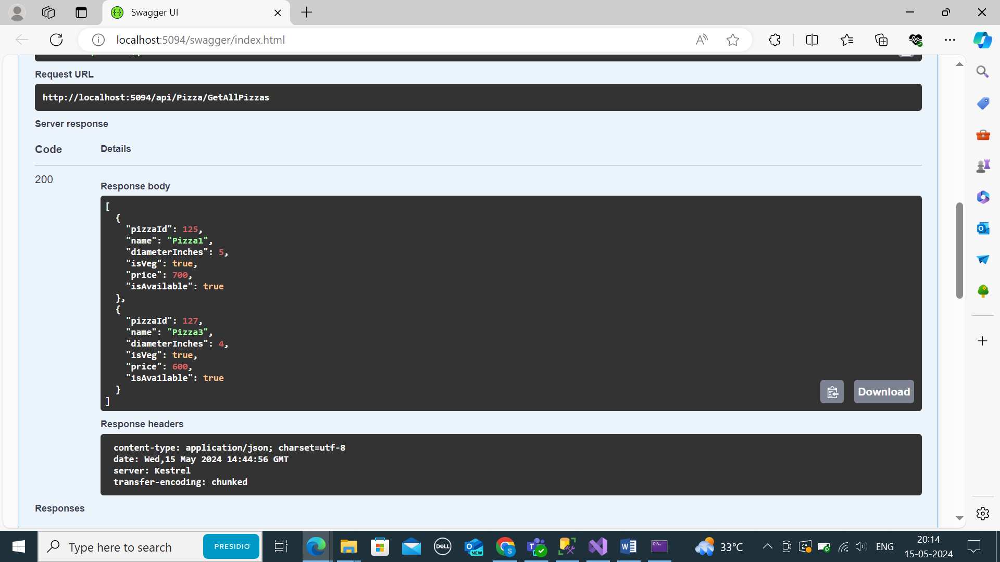 Swagger UI
localhost:5094/swagger/index.html
Request URL
http://localhost:5094/api/Pizza/GetAllPizzas
Server response
Code Details
200
Response body
[
  {
    "pizzaId": 125,
    "name": "Pizza1",
    "diameterInches": 5,
    "isVeg": true,
    "price": 700,
    "isAvailable": true
  },
  {
    "pizzaId": 127,
    "name": "Pizza3",
    "diameterInches": 4,
    "isVeg": true,
    "price": 600,
    "isAvailable": true
  }
]
Download
Response headers
content-type: application/json; charset=utf-8
date: Wed,15 May 2024 14:44:56 GMT
server: Kestrel
transfer-encoding: chunked
Responses
Type here to search
PRESIDIO
DELL
NEW
S
33°C
ENG
20:14
15-05-2024